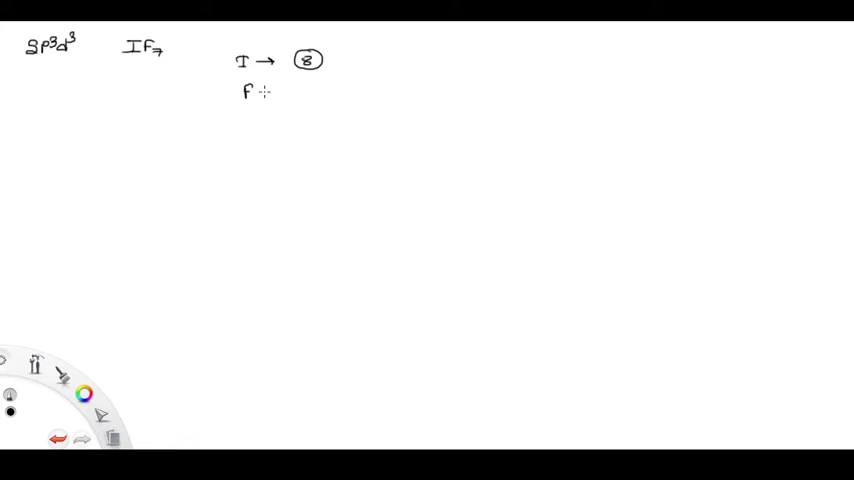 SP³d³ IF₇
I → 8
F